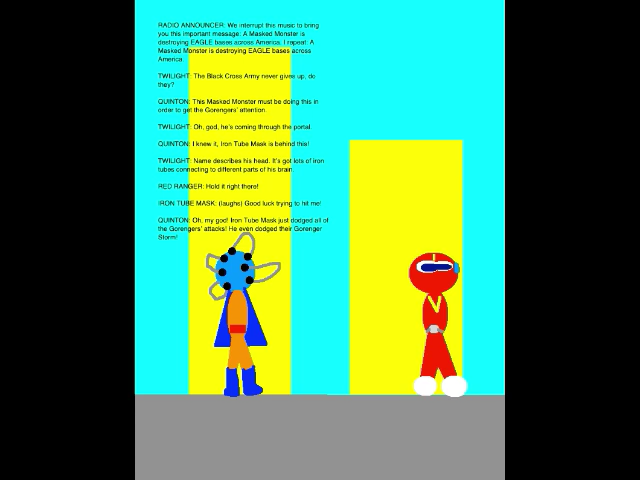 RADIO ANNOUNCER: We interrupt this music to bring
you this important message: A Masked Monster is
destroying EAGLE bases across America. I repeat: A
Masked Monster is destroying EAGLE bases across
America.
TWILIGHT: The Black Cross Army never gives up, do
they?
QUINTON: This Masked Monster must be doing this in
order to get the Gorengers' attention.
TWILIGHT: Oh, god, he's coming through the portal.
QUINTON: I knew it, Iron Tube Mask is behind this!
TWILIGHT: Name describes his head. It's got lots of iron
tubes connecting to different parts of his brain.
RED RANGER: Hold it right there!
IRON TUBE MASK: (laughs) Good luck trying to hit me!
QUINTON: Oh, my god! Iron Tube Mask just dodged all of
the Gorengers' attacks! He even dodged their Gorenger
Storm!